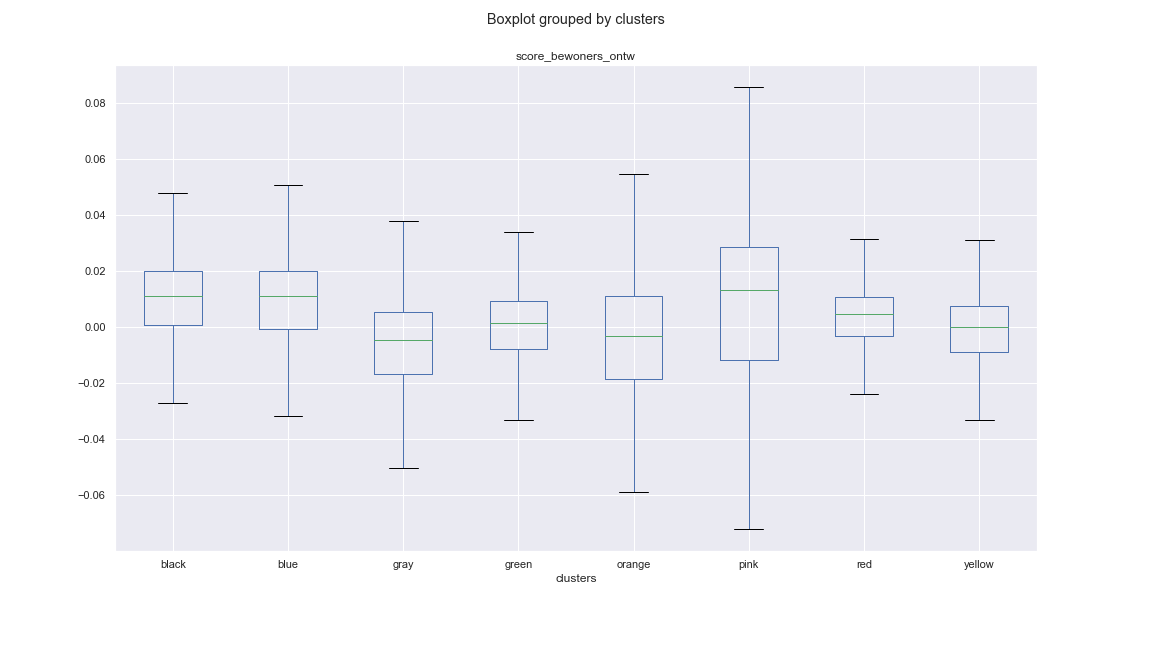 Boxplot grouped by clusters
score_bewoners_ontw
0.08
0.06
0.04
0.02
0.00
−0.02
−0.04
−0.06
black blue gray green orange pink red yellow
clusters